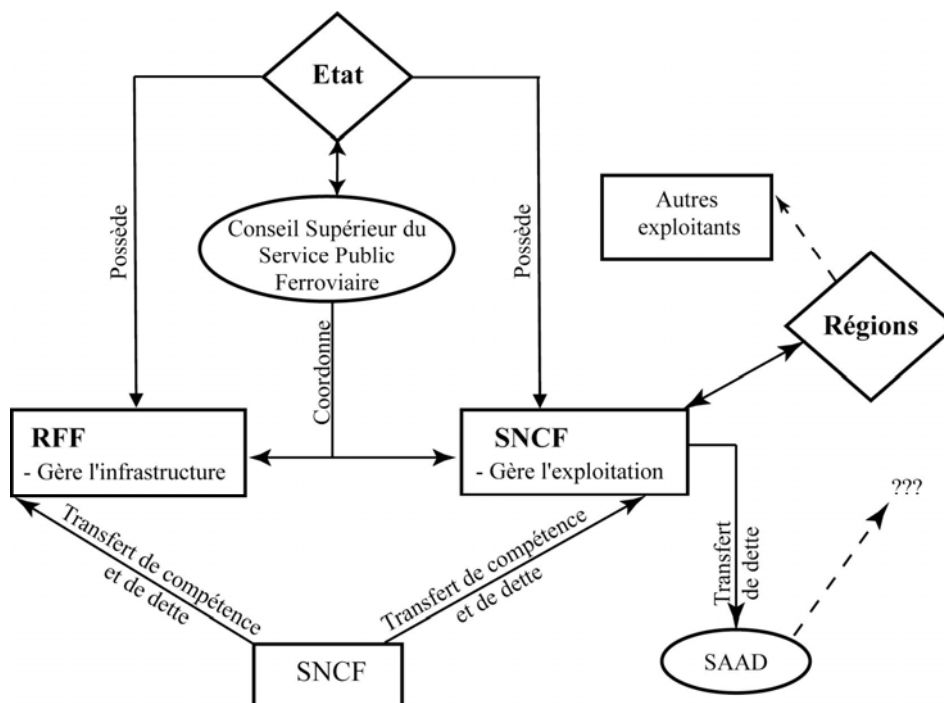 Etat
Possède
Conseil Supérieur du
Service Public
Ferroviaire
Possède
Autres
exploitants
Régions
Coordonne
RFF
- Gère l'infrastructure
SNCF
- Gère l'exploitation
???
Transfert de compétence
et de dette
Transfert de compétence
et de dette
Transfert
de dette
SNCF
SAAD